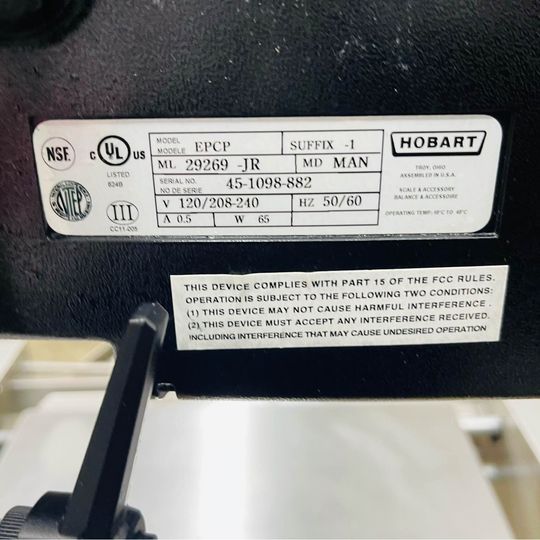 NSF.
C UL US
LISTED
624B
NTEP
III
CC11-005
MODEL
MODELE EPCP SUFFIX -1
ML 29269 -JR MD MAN
SERIAL NO.
NO DE SERIE 45-1098-882
V 120/208-240 HZ 50/60
A 0.5 W 65
HOBART
TROY, OHIO
ASSEMBLED IN U.S.A.
SCALE & ACCESSORIE
BALANCE & ACCESSOIRE
OPERATING TEMP: -10°C TO 40°C
THIS DEVICE COMPLIES WITH PART 15 OF THE FCC RULES.
OPERATION IS SUBJECT TO THE FOLLOWING TWO CONDITIONS:
(1) THIS DEVICE MAY NOT CAUSE HARMFUL INTERFERENCE .
(2) THIS DEVICE MUST ACCEPT ANY INTERFERENCE RECEIVED.
INCLUDING INTERFERENCE THAT MAY CAUSE UNDESIRED OPERATION